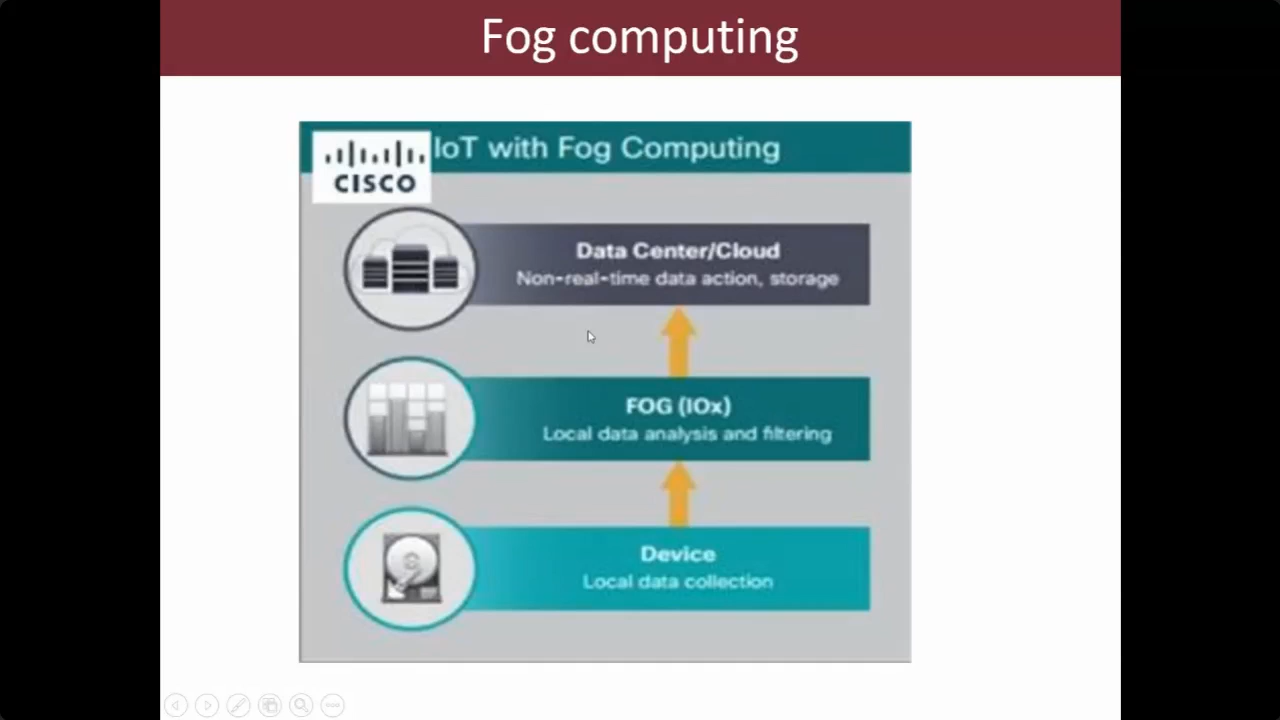 Fog computing
CISCO
IoT with Fog Computing
Data Center/Cloud
Non-real-time data action, storage
FOG (IOx)
Local data analysis and filtering
Device
Local data collection